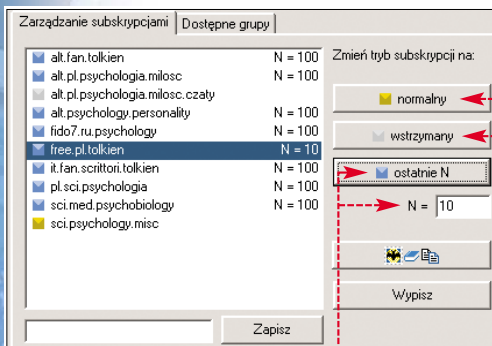 Zarządzanie subskrypcjami
Dostępne grupy
alt.fan.tolkien N = 100
alt.pl.psychologia.milosc N = 100
alt.pl.psychologia.milosc.czaty
alt.psychology.personality N = 100
fido7.ru.psychology N = 100
free.pl.tolkien N = 10
it.fan.scrittori.tolkien N = 100
pl.sci.psychologia N = 100
sci.med.psychobiology N = 100
sci.psychology.misc
Zapisz
Zmień tryb subskrypcji na:
normalny
wstrzymany
ostatnie N
N = 10
Wypisz